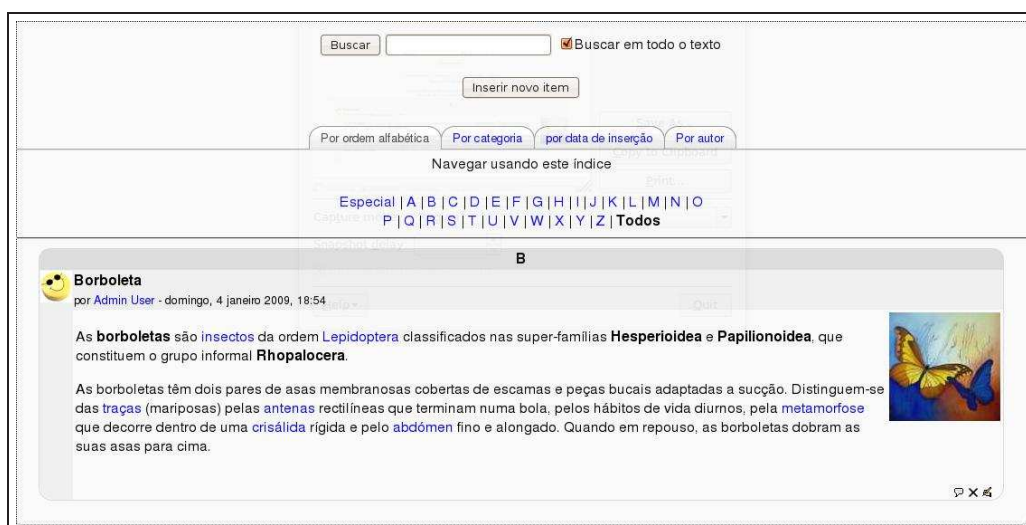 Buscar Buscar em todo o texto
Inserir novo item
Por ordem alfabética Por categoria por data de inserção Por autor
Navegar usando este índice
Especial | A | B | C | D | E | F | G | H | I | J | K | L | M | N | O
P | Q | R | S | T | U | V | W | X | Y | Z | Todos
B
Borboleta
por Admin User - domingo, 4 janeiro 2009, 18:54
As borboletas são insectos da ordem Lepidoptera classificados nas super-famílias Hesperioidea e Papilionoidea, que
constituem o grupo informal Rhopalocera.
As borboletas têm dois pares de asas membranosas cobertas de escamas e peças bucais adaptadas a sucção. Distinguem-se
das traças (mariposas) pelas antenas rectilíneas que terminam numa bola, pelos hábitos de vida diurnos, pela metamorfose
que decorre dentro de uma crisálida rígida e pelo abdómen fino e alongado. Quando em repouso, as borboletas dobram as
suas asas para cima.